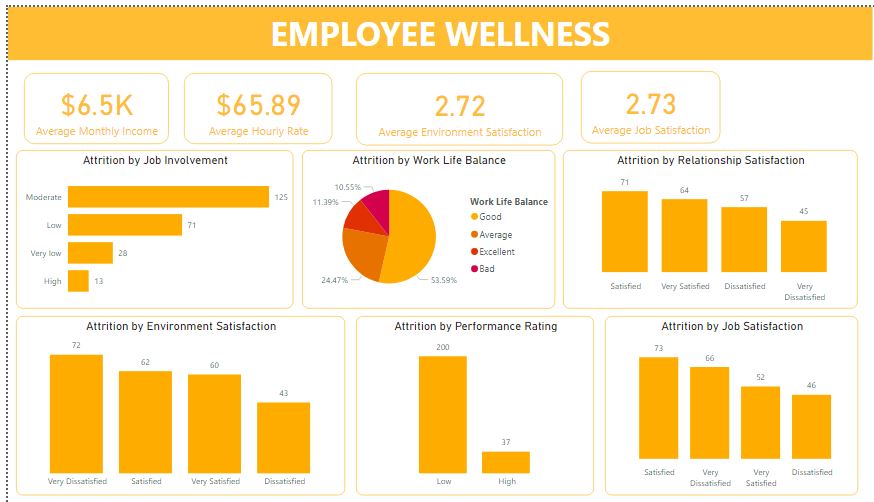 EMPLOYEE WELLNESS
$6.5K
Average Monthly Income
$65.89
Average Hourly Rate
2.72
Average Environment Satisfaction
2.73
Average Job Satisfaction
Attrition by Job Involvement
Moderate 125
Low 71
Very low 28
High 13
Attrition by Work Life Balance
10.55%
11.39%
24.47%
53.59%
Work Life Balance
Good
Average
Excellent
Bad
Attrition by Relationship Satisfaction
71 64 57 45
Satisfied Very Satisfied Dissatisfied Very
Dissatisfied
Attrition by Environment Satisfaction
72 62 60 43
Very Dissatisfied Satisfied Very Satisfied Dissatisfied
Attrition by Performance Rating
200 37
Low High
Attrition by Job Satisfaction
73 66 52 46
Satisfied Very Very Dissatisfied
Dissatisfied Satisfied